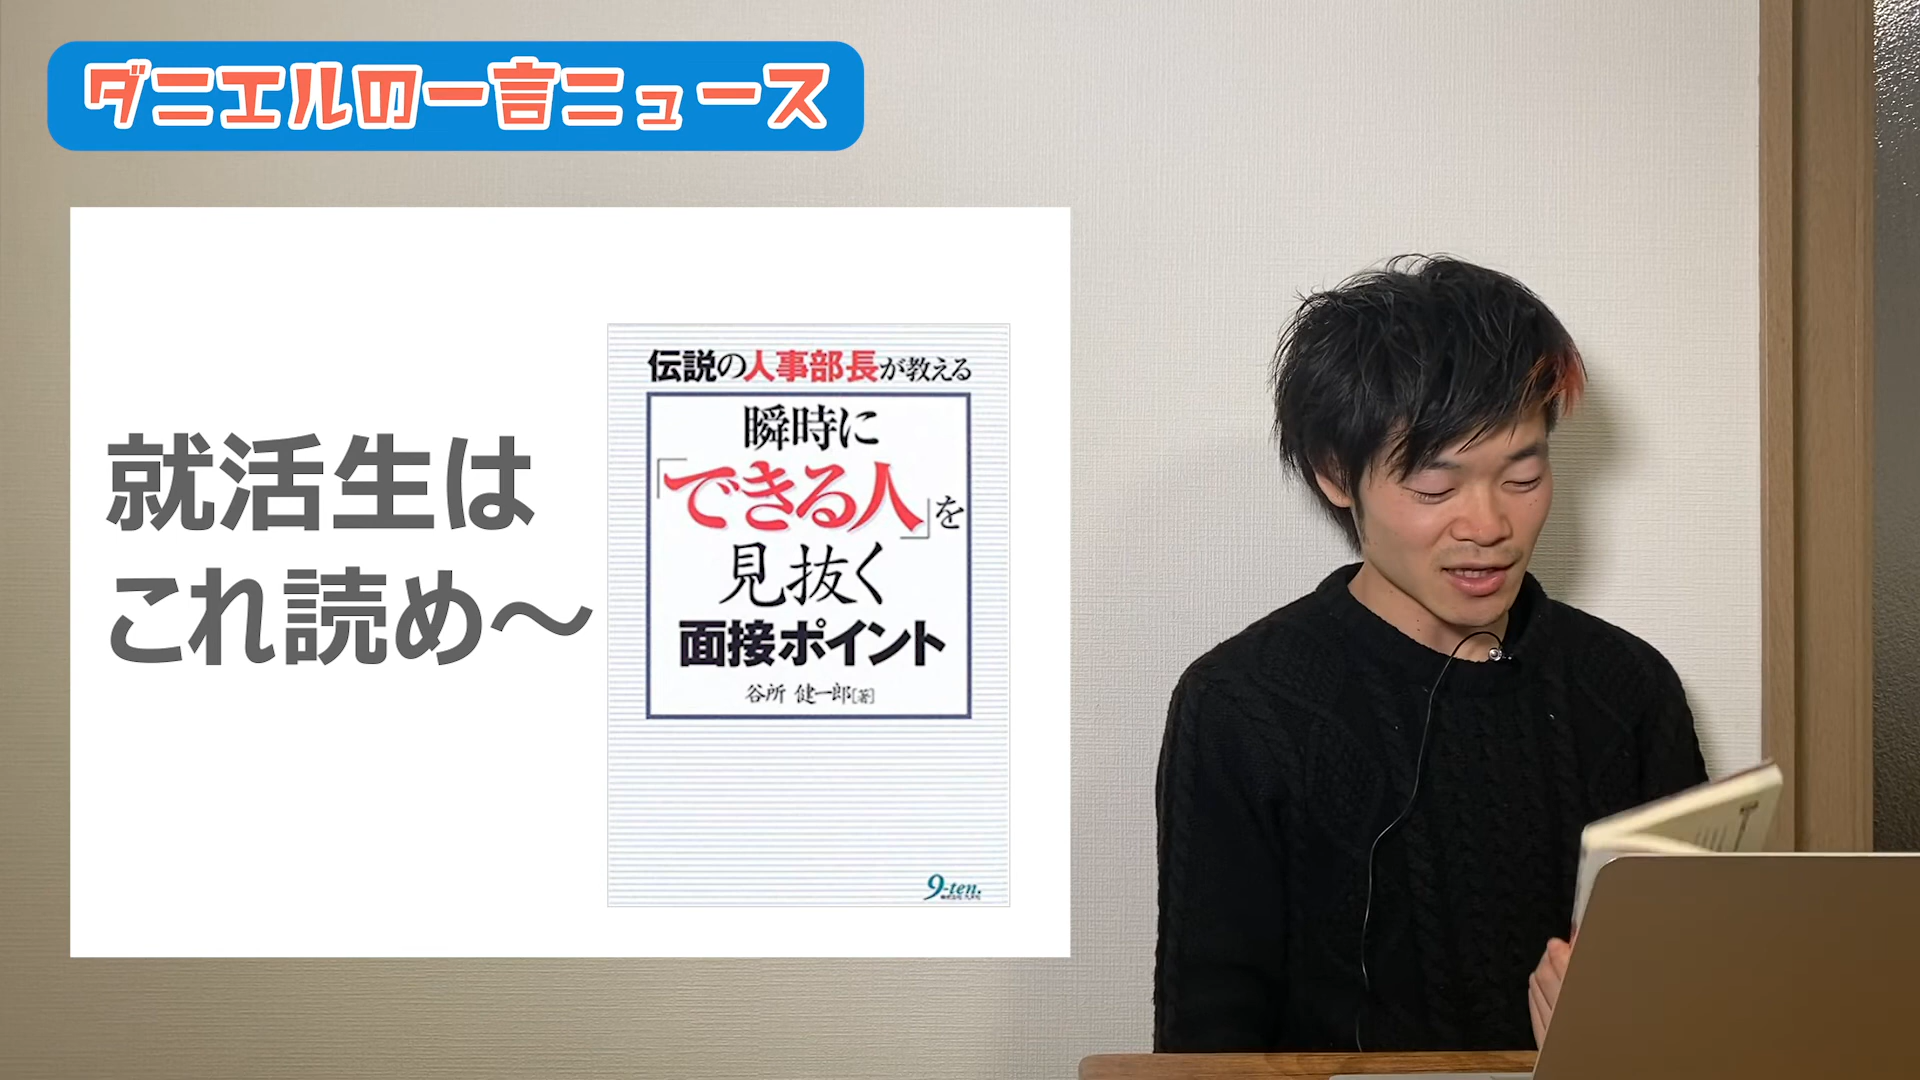 ダニエルの一言ニュース
就活生は
これ読め〜
伝説の人事部長が教える
瞬時に
「できる人」を
見抜く
面接ポイント
谷所 健一郎[著]
9-ten.